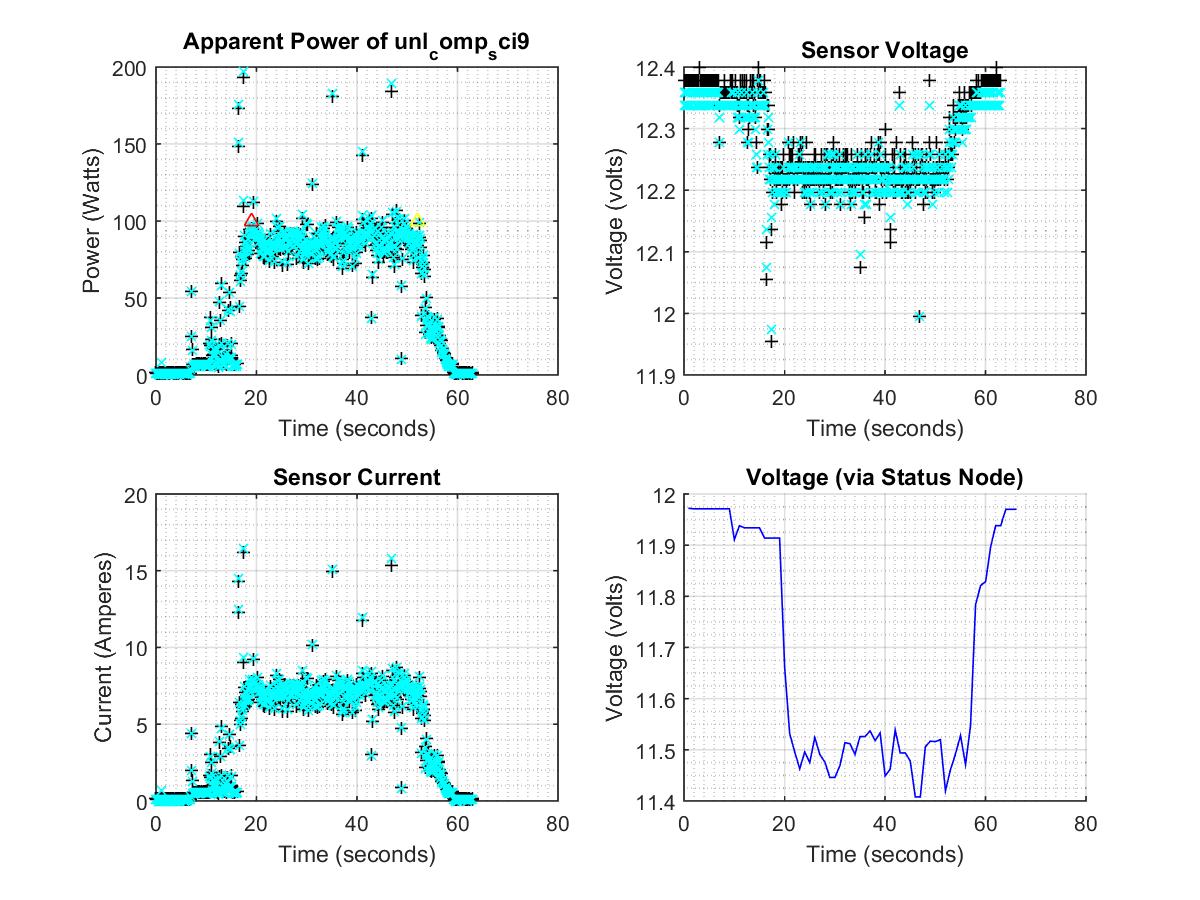 Apparent Power of unl_comp_sci9
200
150
100
50
0
Power (Watts)
0 20 40 60 80
Time (seconds)
Sensor Voltage
12.4
12.3
12.2
12.1
12
11.9
Voltage (volts)
0 20 40 60 80
Time (seconds)
Sensor Current
20
15
10
5
0
Current (Amperes)
0 20 40 60 80
Time (seconds)
Voltage (via Status Node)
12
11.9
11.8
11.7
11.6
11.5
11.4
Voltage (volts)
0 20 40 60 80
Time (seconds)